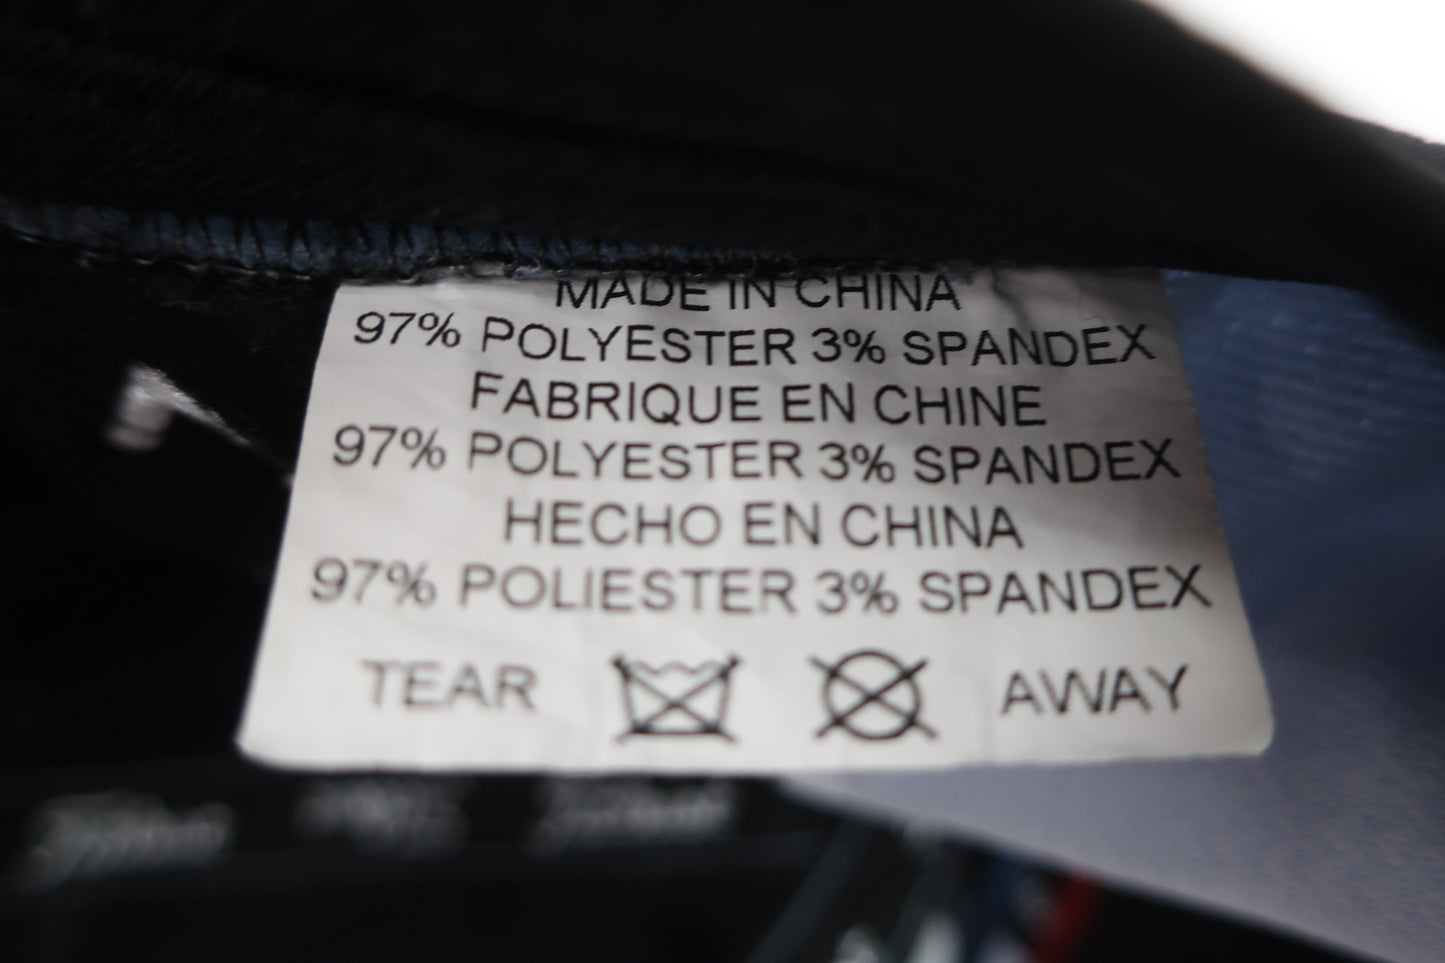 MADE IN CHINA
97% POLYESTER 3% SPANDEX
FABRIQUE EN CHINE
97% POLYESTER 3% SPANDEX
HECHO EN CHINA
97% POLIESTER 3% SPANDEX
TEAR AWAY